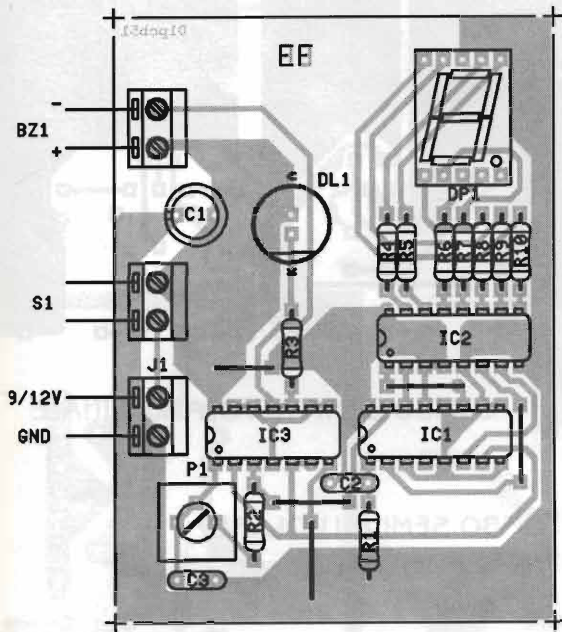 EF
-
BZ1
+
DL1
DP1
C1
R4 R5 R6 R7 R8 R9 R10
S1
IC2
R3
J1
9/12V
GND
IC3
IC1
P1
C2
R2
R1
C3